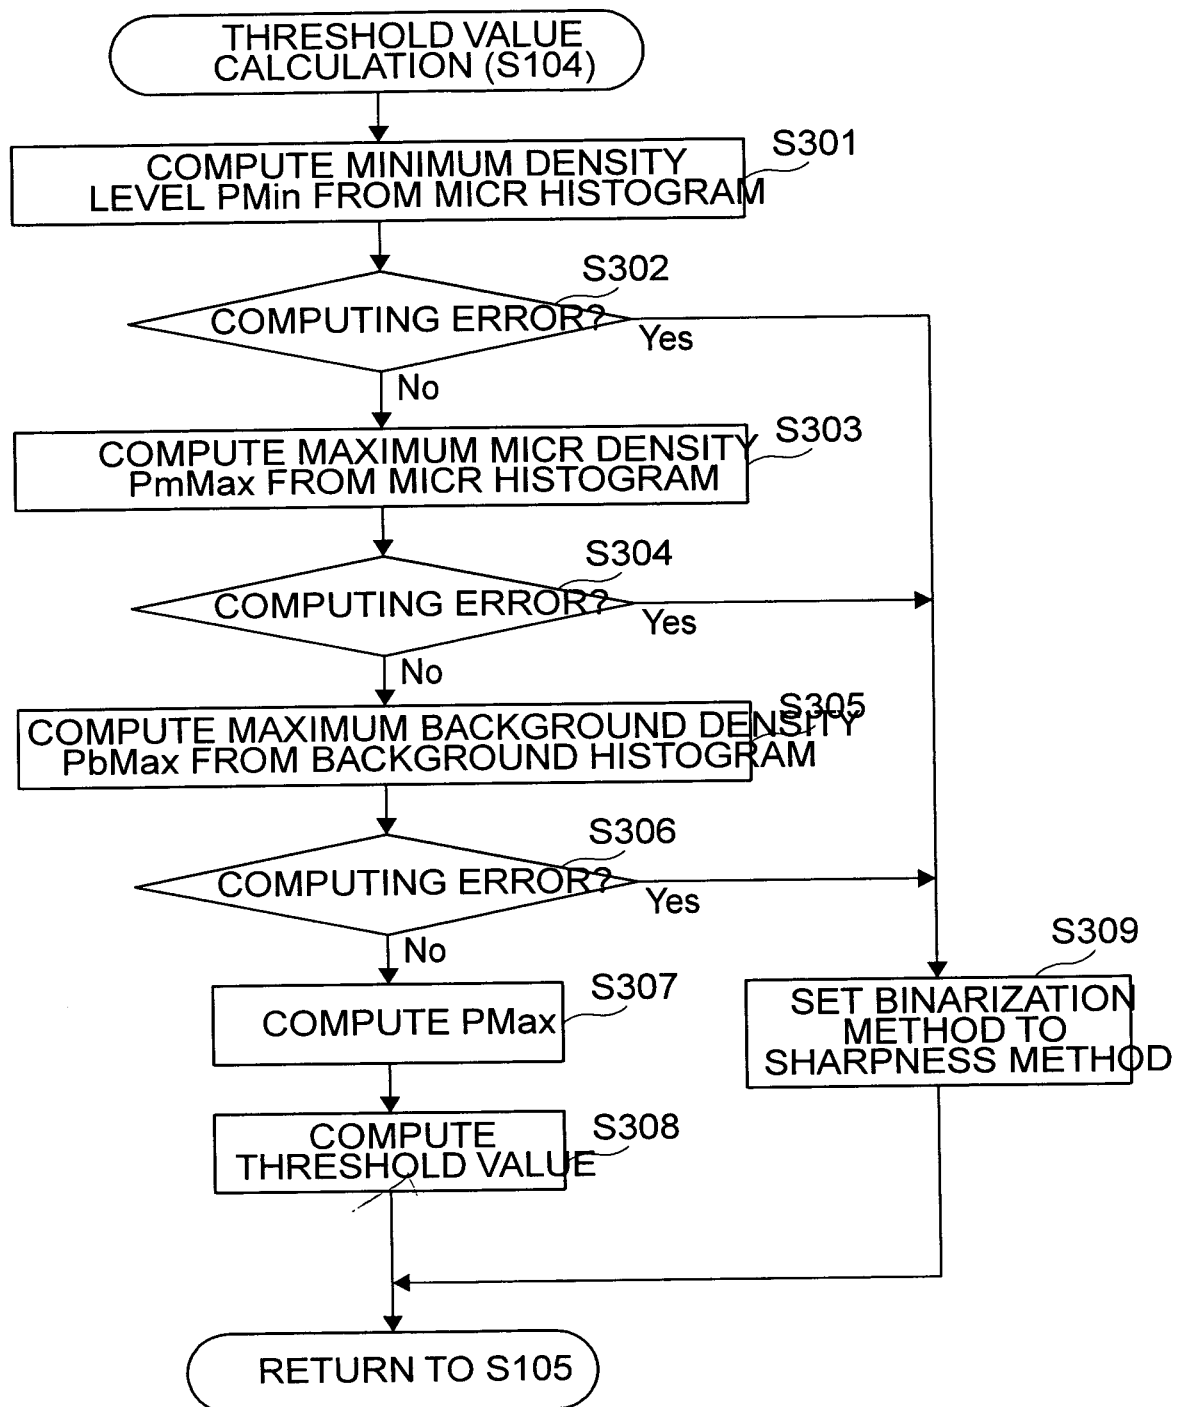 THRESHOLD VALUE
CALCULATION (S104)
S301
COMPUTE MINIMUM DENSITY
LEVEL PMin FROM MICR HISTOGRAM
S302
COMPUTING ERROR?
Yes
No
S303
COMPUTE MAXIMUM MICR DENSITY
PmMax FROM MICR HISTOGRAM
S304
COMPUTING ERROR?
Yes
No
S305
COMPUTE MAXIMUM BACKGROUND DENSITY
PbMax FROM BACKGROUND HISTOGRAM
S306
COMPUTING ERROR?
Yes
No
S307
COMPUTE PMax
S309
SET BINARIZATION
METHOD TO
SHARPNESS METHOD
S308
COMPUTE
THRESHOLD VALUE
RETURN TO S105